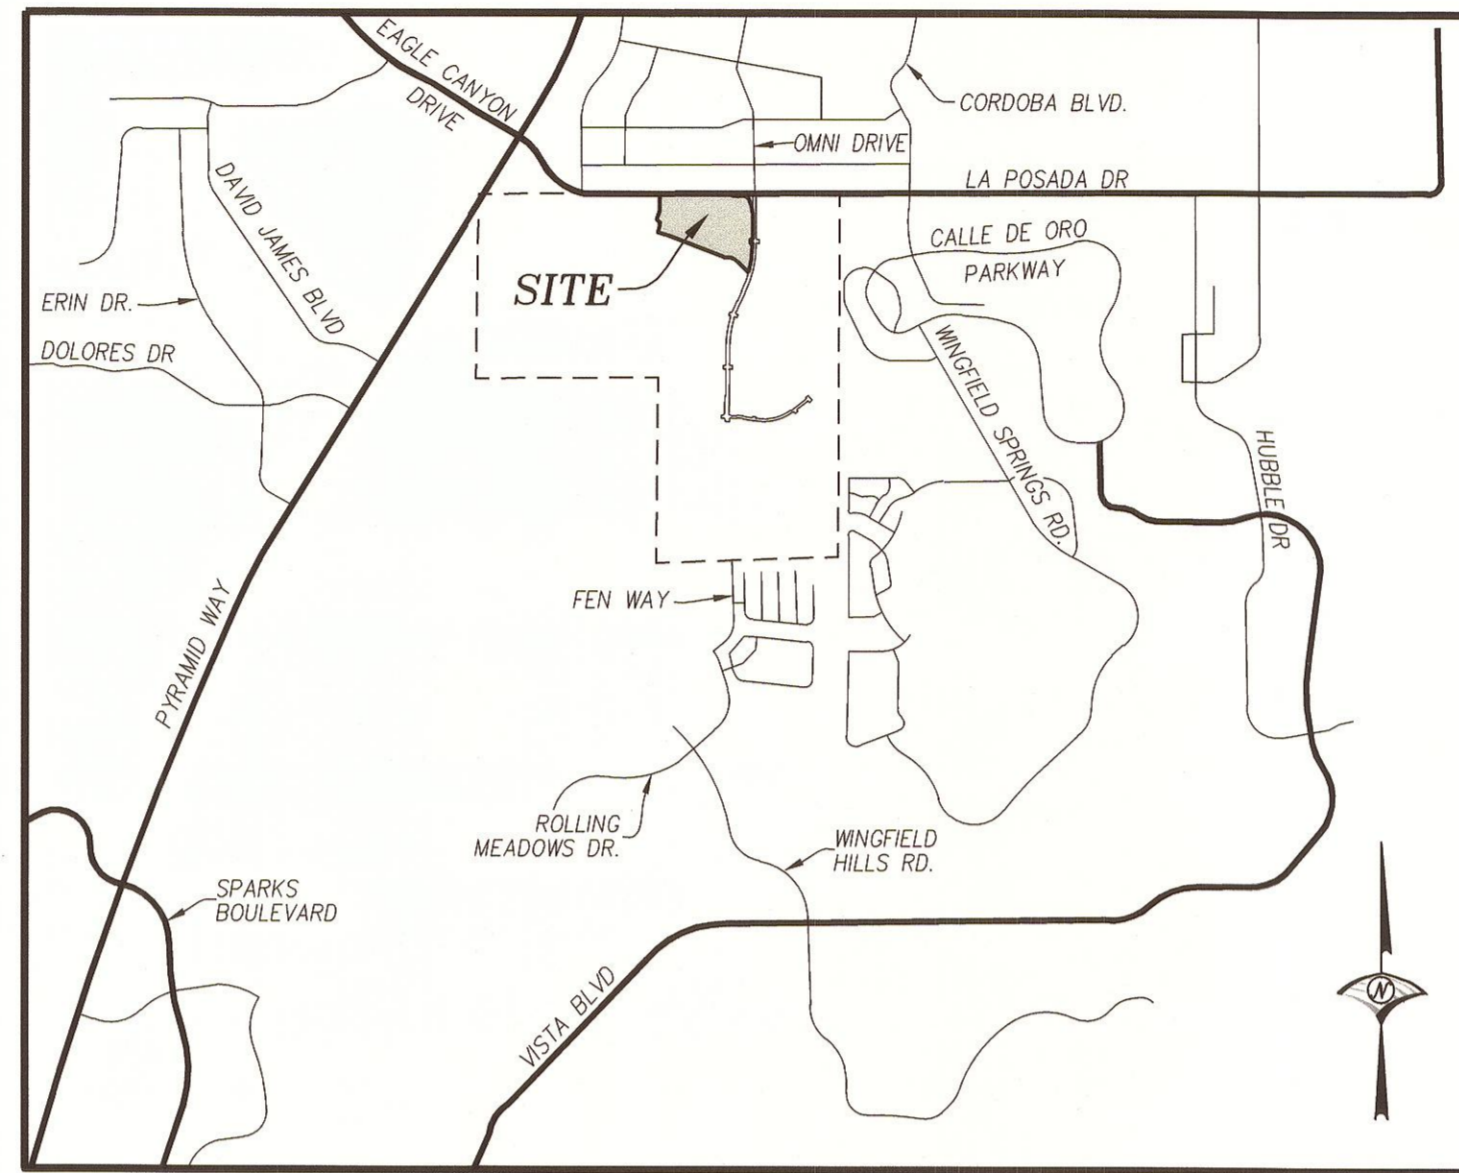 EAGLE CANYON
DRIVE
CORDOBA BLVD.
OMNI DRIVE
LA POSADA DR
DAVID JAMES BLVD
CALLE DE ORO
PARKWAY
SITE
ERIN DR.
DOLORES DR
WINGFIELD SPRINGS RD.
HUBBLE DR
FEN WAY
PYRAMID WAY
ROLLING
MEADOWS DR.
WINGFIELD
HILLS RD.
SPARKS
BOULEVARD
VISTA BLVD
N